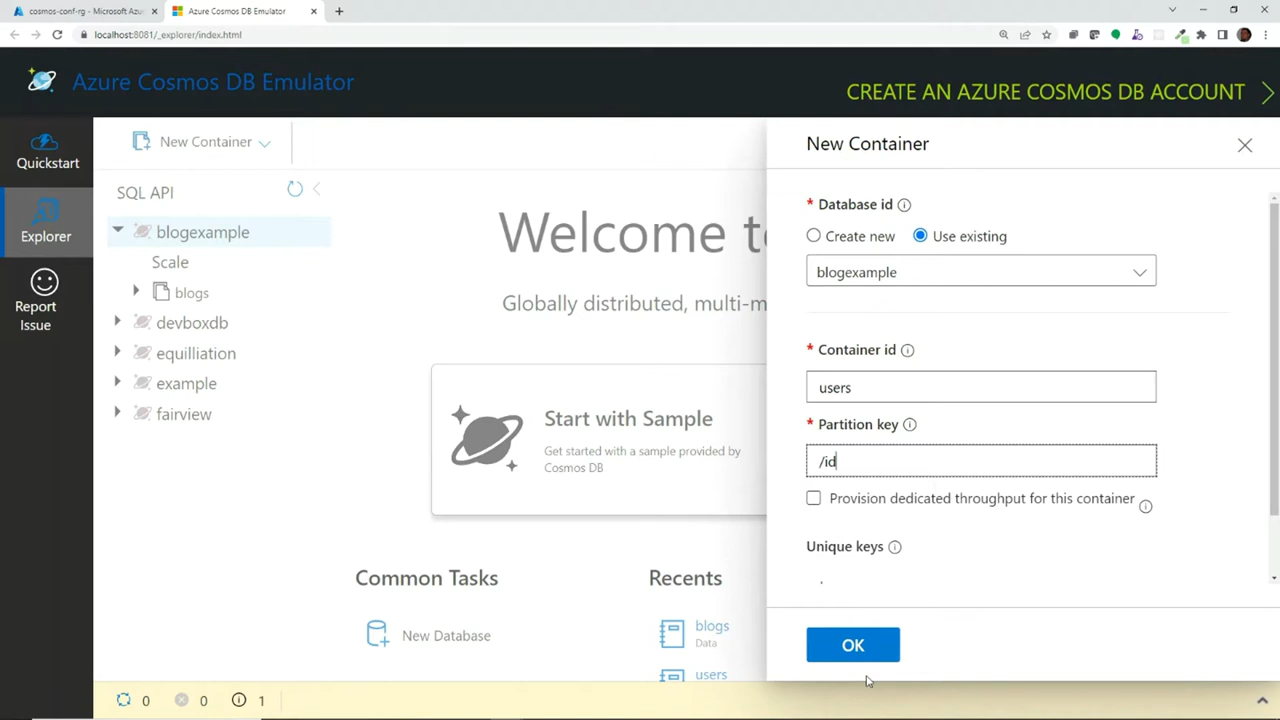 cosmos-conf-rg - Microsoft Azu
Azure Cosmos DB Emulator
localhost:8081/_explorer/index.html
Azure Cosmos DB Emulator
CREATE AN AZURE COSMOS DB ACCOUNT
Quickstart
Explorer
Report
Issue
New Container
SQL API
blogexample
Scale
blogs
devboxdb
equilliation
example
fairview
Welcome to
Globally distributed, multi-m
Start with Sample
Get started with a sample provided by
Cosmos DB
Common Tasks
New Database
Recents
blogs
Data
users
New Container
* Database id
Create new
Use existing
blogexample
* Container id
users
* Partition key
/id
Provision dedicated throughput for this container
Unique keys
OK
0
0
1